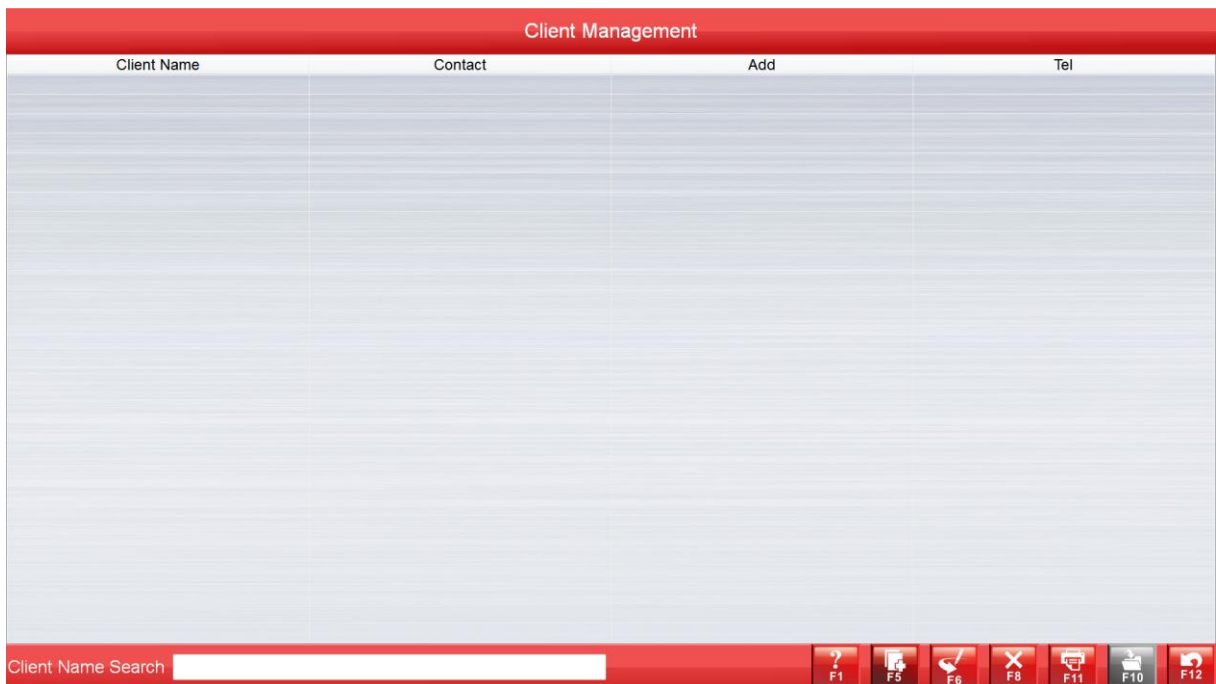 Client Management
Client Name Contact Add Tel
Client Name Search
? F1 F5 F6 F8 F11 F10 F12